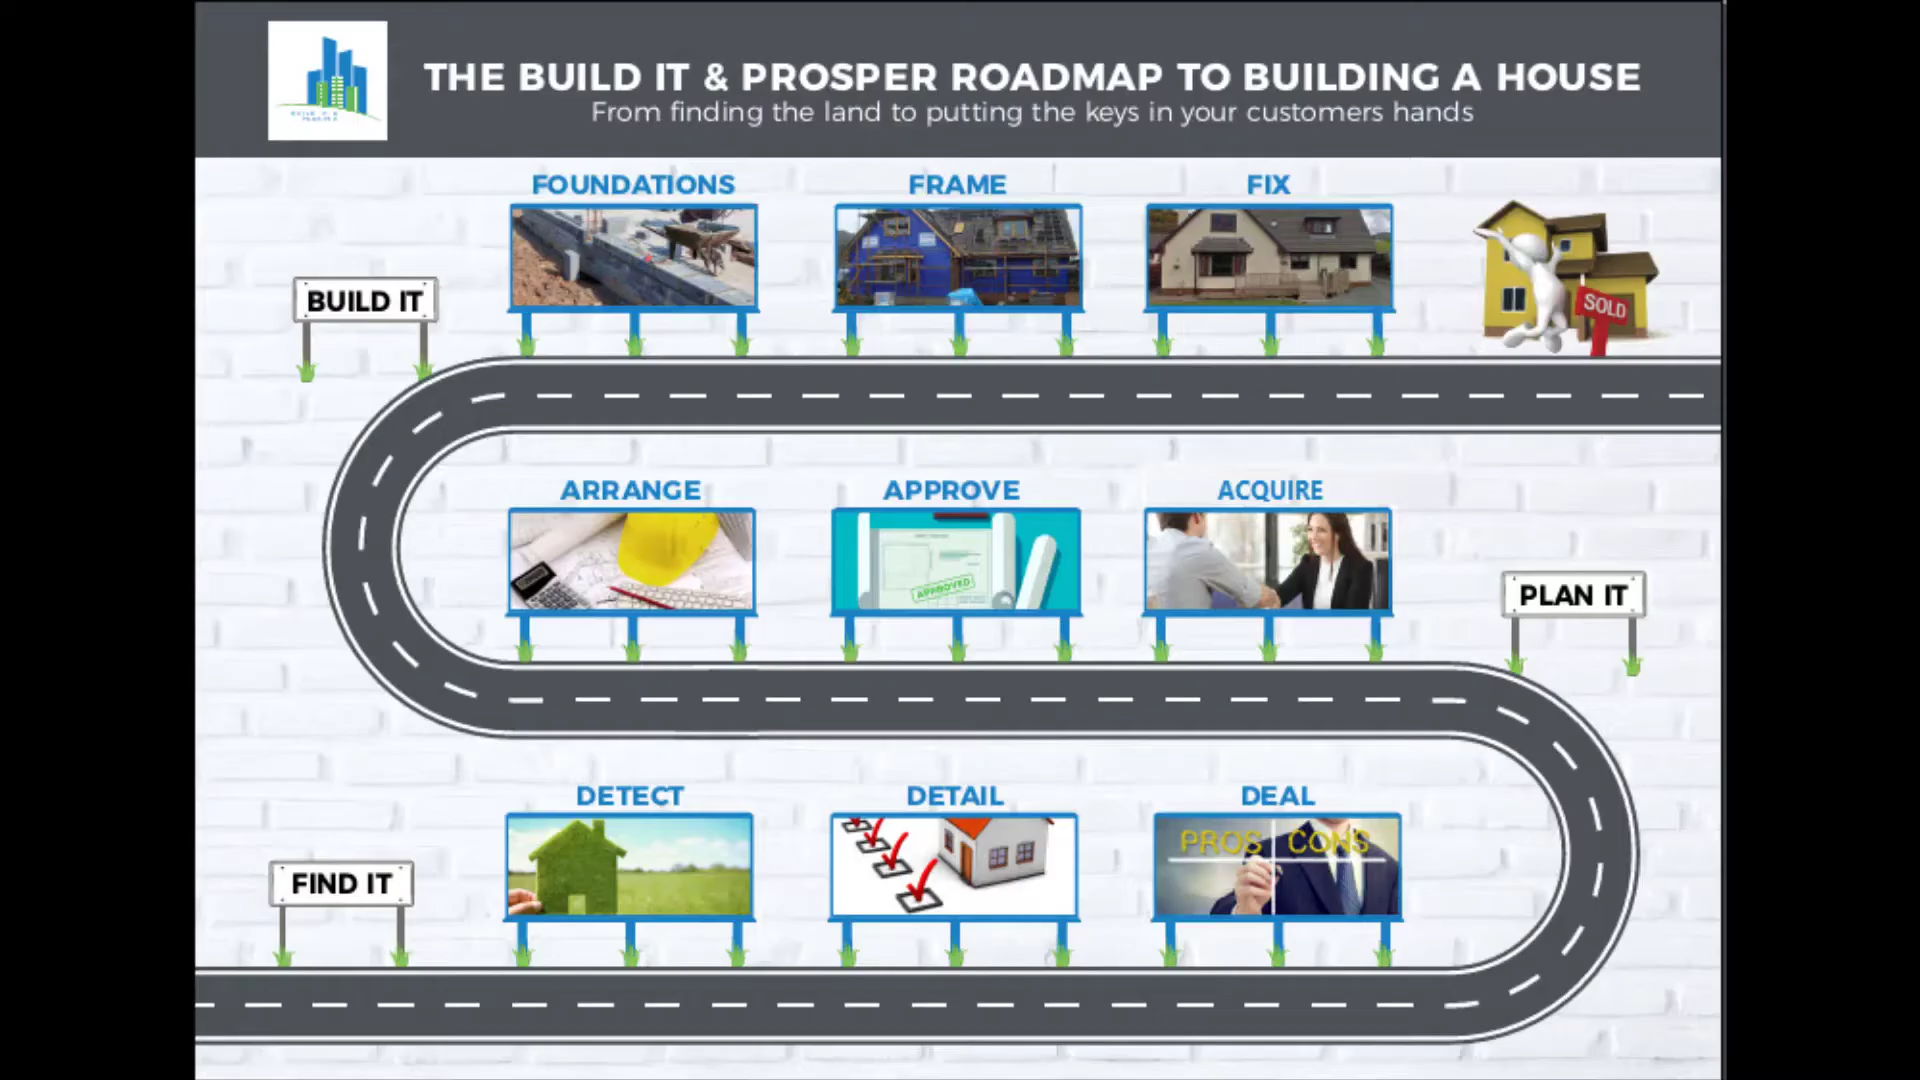 THE BUILD IT & PROSPER ROADMAP TO BUILDING A HOUSE
From finding the land to putting the keys in your customers hands
FOUNDATIONS
FRAME
FIX
BUILD IT
SOLD
ARRANGE
APPROVE
ACQUIRE
APPROVED
PLAN IT
DETECT
DETAIL
DEAL
PROS CONS
FIND IT